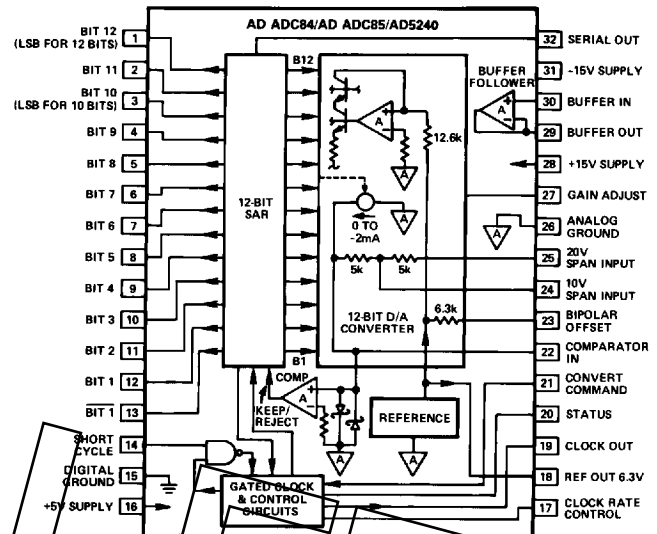 AD ADC84/AD ADC85/AD5240
BIT 12
(LSB FOR 12 BITS)
1
BIT 11
2
BIT 10
(LSB FOR 10 BITS)
3
BIT 9
4
BIT 8
5
BIT 7
6
BIT 6
7
BIT 5
8
BIT 4
9
BIT 3
10
BIT 2
11
BIT 1
12
BIT 1
13
SHORT
CYCLE
14
DIGITAL
GROUND
15
+5V SUPPLY
16
12-BIT
SAR
B12
B1
A
A
12.6k
A
0 TO
-2mA
A
5k
5k
6.3k
12-BIT D/A
CONVERTER
COMP
KEEP/
REJECT
A
A
REFERENCE
A
GATED CLOCK
& CONTROL
CIRCUITS
BUFFER
FOLLOWER
A
A
32
SERIAL OUT
31
-15V SUPPLY
30
BUFFER IN
29
BUFFER OUT
28
+15V SUPPLY
27
GAIN ADJUST
26
ANALOG
GROUND
25
20V
SPAN INPUT
24
10V
SPAN INPUT
23
BIPOLAR
OFFSET
22
COMPARATOR
IN
21
CONVERT
COMMAND
20
STATUS
19
CLOCK OUT
18
REF OUT 6.3V
17
CLOCK RATE
CONTROL